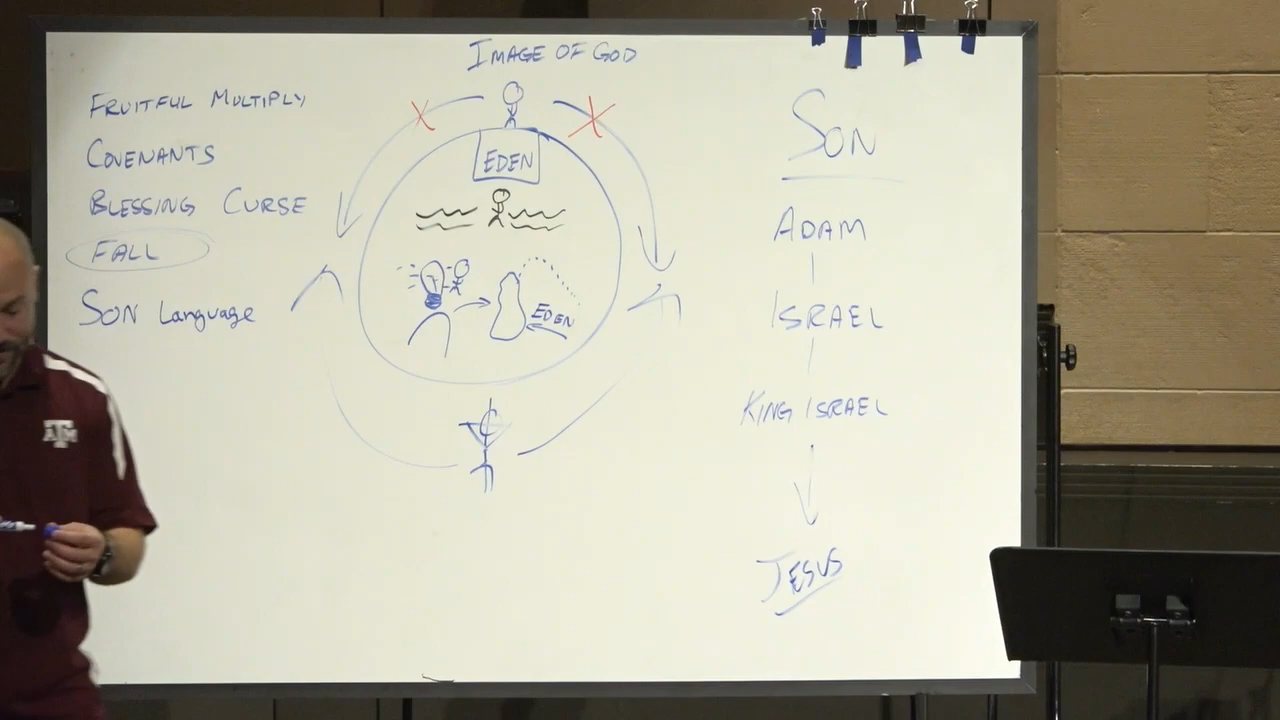 IMAGE OF GOD
FRUITFUL MULTIPLY
COVENANTS
BLESSING CURSE
FALL
SON Language
EDEN
EDEN
SON
ADAM
ISRAEL
KING ISRAEL
JESUS
ATM